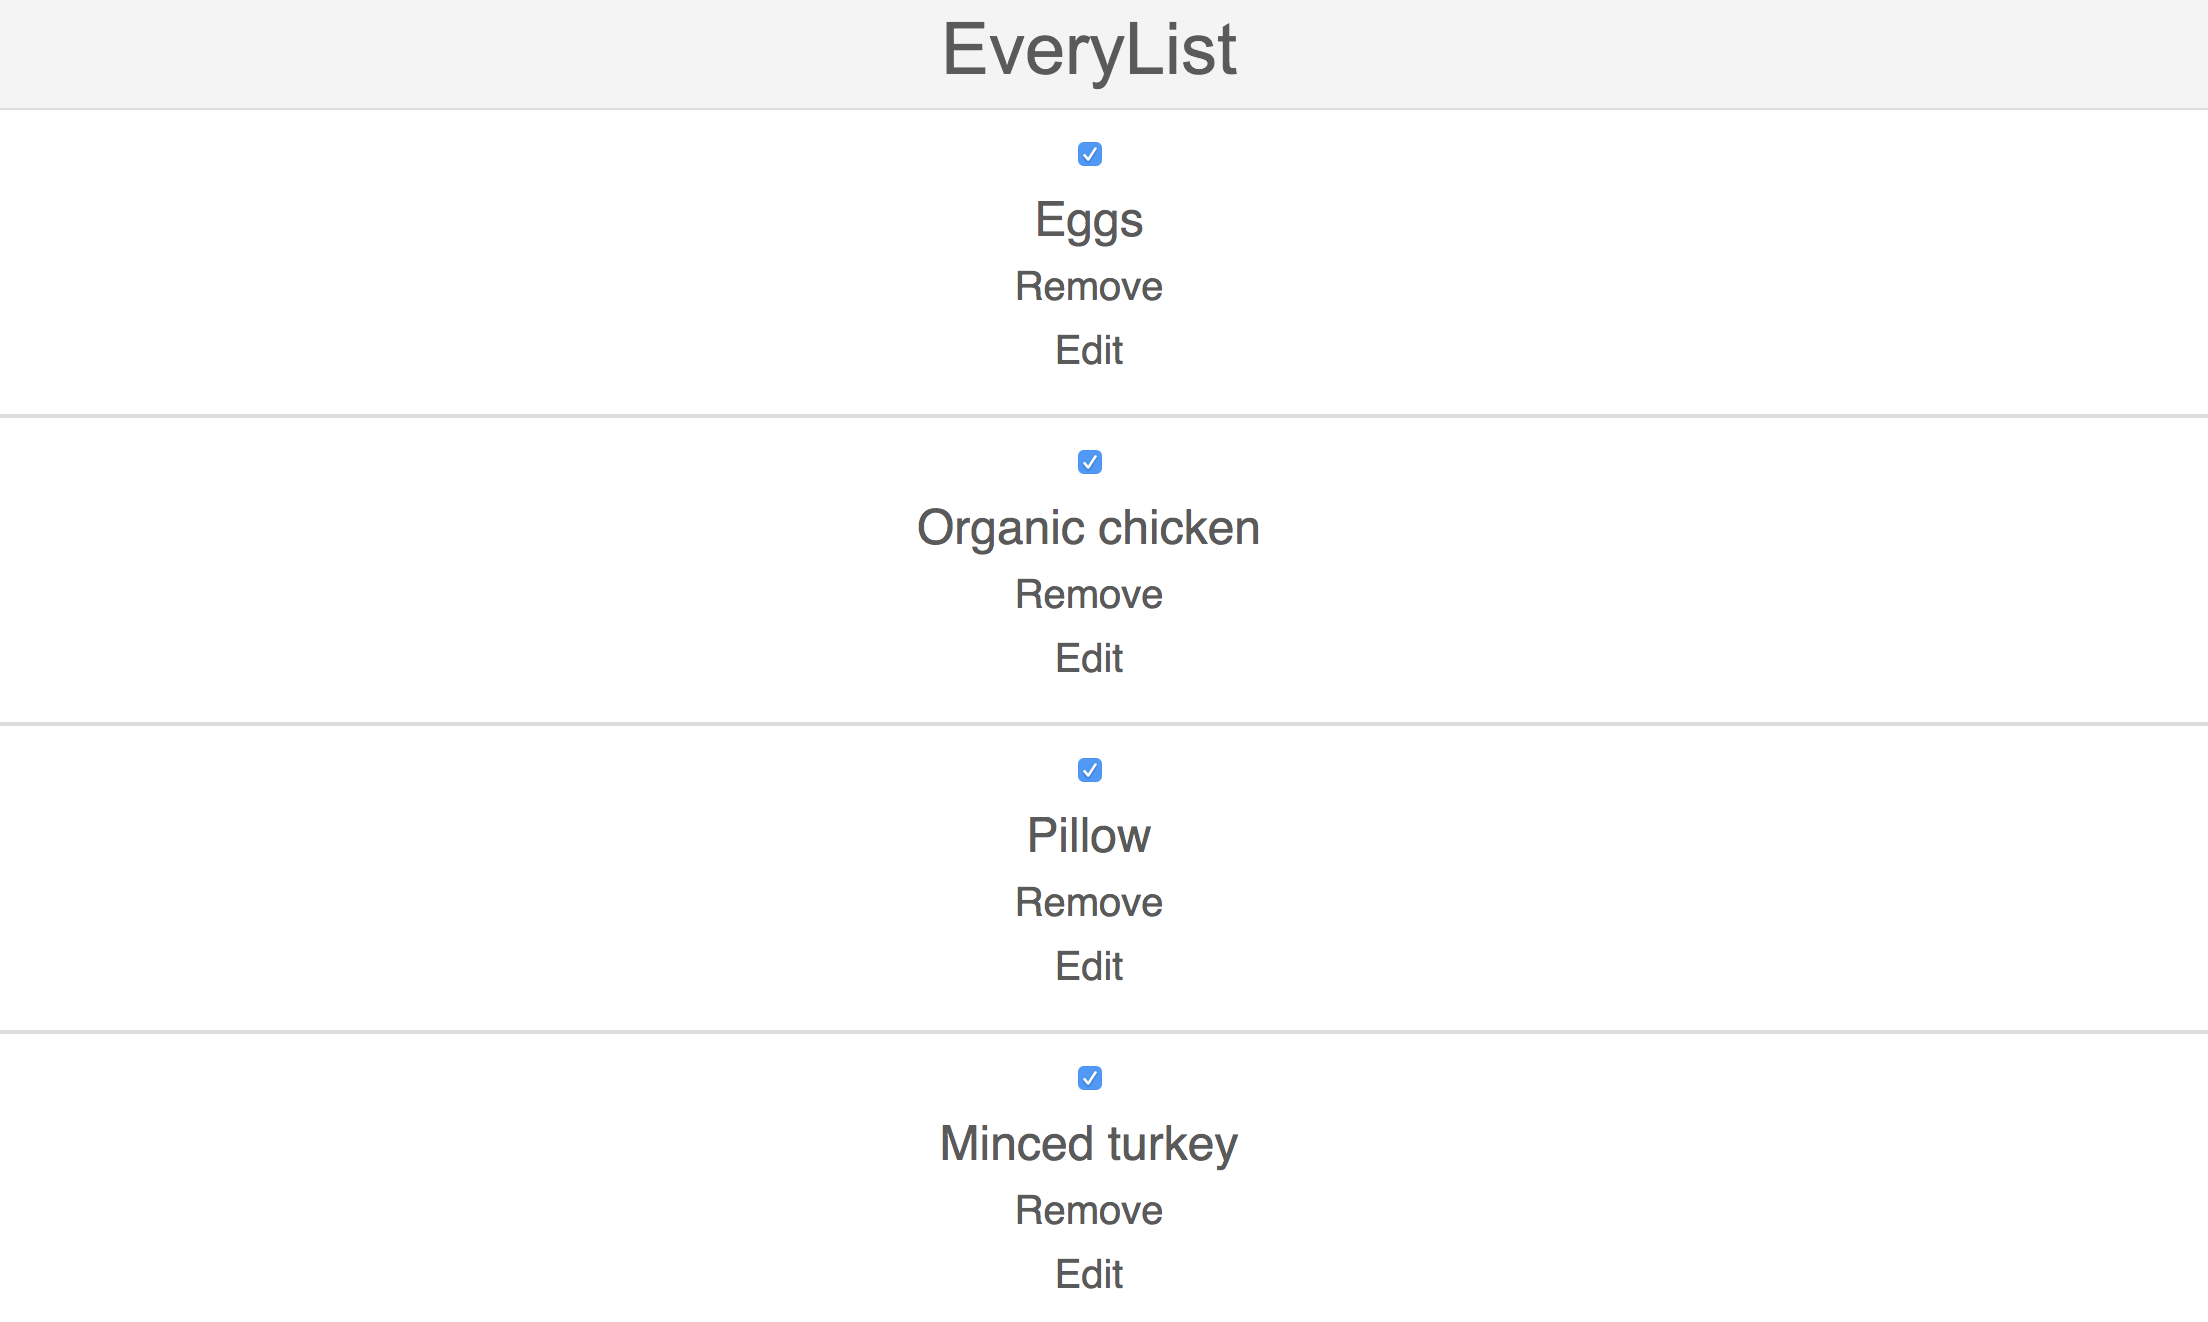 EveryList
Eggs
Remove
Edit
Organic chicken
Remove
Edit
Pillow
Remove
Edit
Minced turkey
Remove
Edit